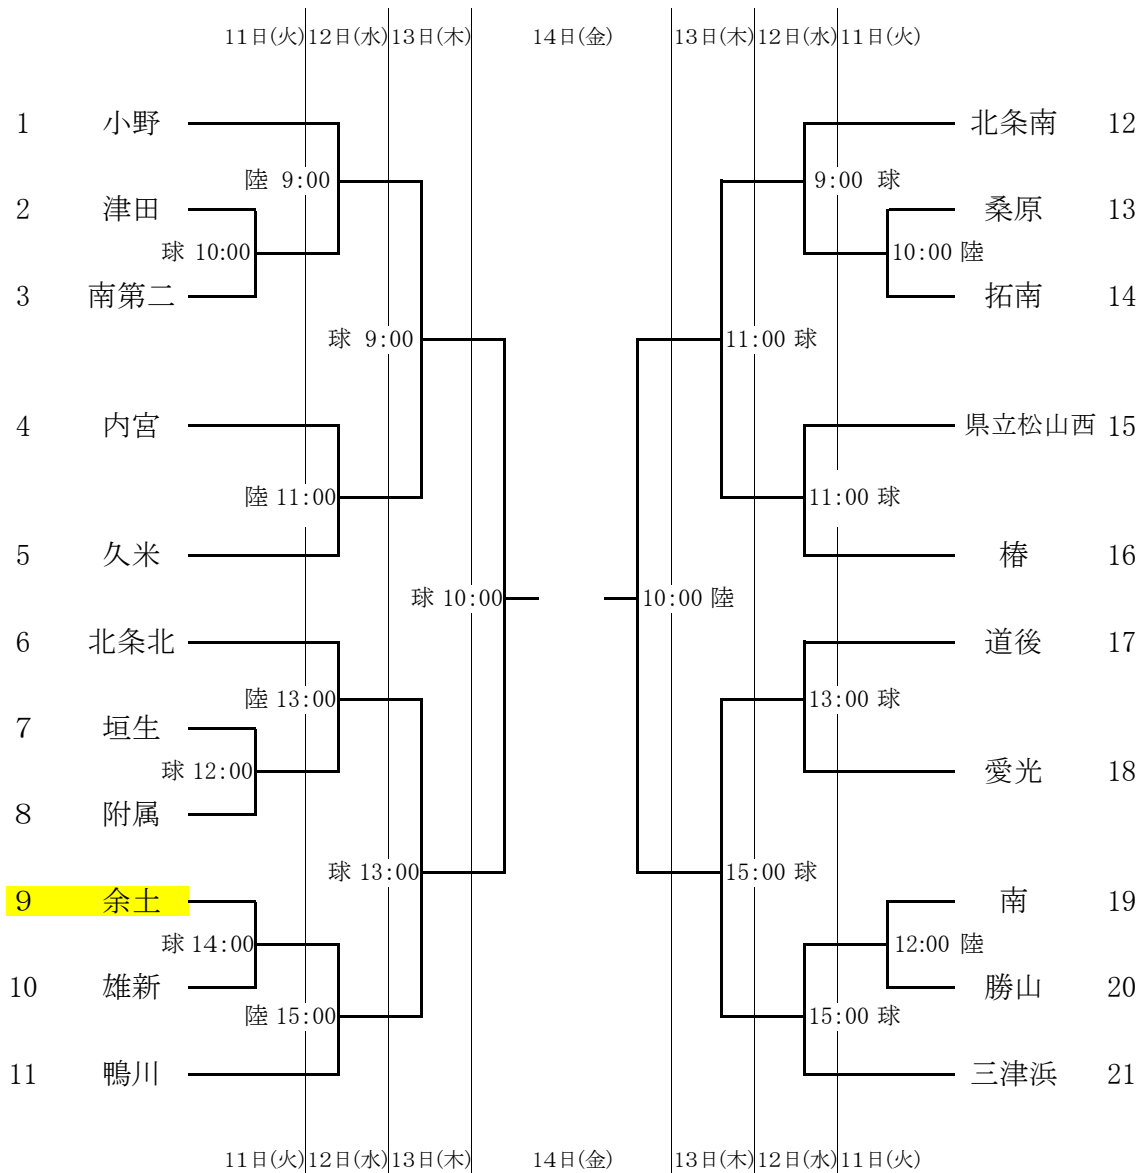 11日(火) 12日(水) 13日(木) 14日(金) 13日(木) 12日(水) 11日(火)
1 小野 北条南 12
陸 9:00 9:00 球
2 津田 桑原 13
球 10:00 10:00 陸
3 南第二 拓南 14
球 9:00 11:00 球
4 内宮 県立松山西 15
陸 11:00 11:00 球
5 久米 椿 16
球 10:00 10:00 陸
6 北条北 道後 17
陸 13:00 13:00 球
7 垣生
球 12:00 愛光 18
8 附属
球 13:00 15:00 球
9 余土 南 19
球 14:00 12:00 陸
10 雄新 勝山 20
陸 15:00 15:00 球
11 鴨川 三津浜 21
11日(火) 12日(水) 13日(木) 14日(金) 13日(木) 12日(水) 11日(火)